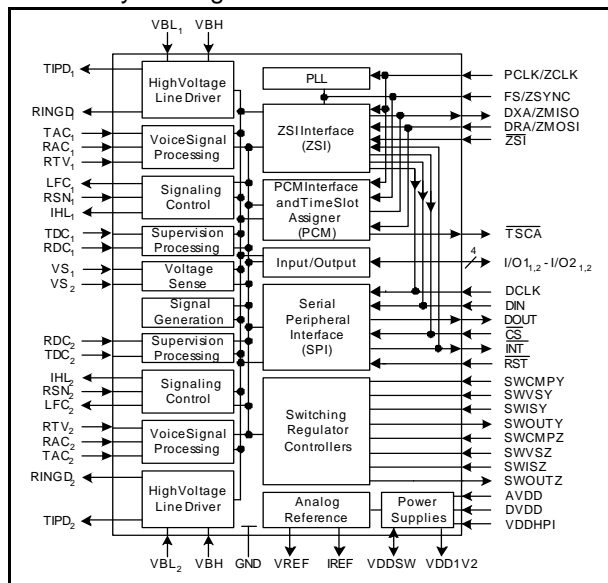 VBL1 VBH
TIPD1
RINGD1
TAC1
RAC1
RTV1
LFC1
RSN1
IHL1
TDC1
RDC1
VS1
VS2
RDC2
TDC2
IHL2
RSN2
LFC2
RTV2
RAC2
TAC2
RINGD2
TIPD2
High Voltage
Line Driver
Voice Signal
Processing
Signaling
Control
Supervision
Processing
Voltage
Sense
Signal
Generation
Supervision
Processing
Signaling
Control
Voice Signal
Processing
High Voltage
Line Driver
PLL
ZSI Interface
(ZSI)
PCM Interface
and Time Slot
Assigner
(PCM)
Input/Output
Serial
Peripheral
Interface
(SPI)
Switching
Regulator
Controllers
Analog
Reference
Power
Supplies
PCLK/ZCLK
FS/ZSYNC
DXA/ZMISO
DRA/ZMOSI
ZSI
TSCA
4
I/O11,2 - I/O21,2
DCLK
DIN
DOUT
CS
INT
RST
SWCMPY
SWVSY
SWISY
SWOUTY
SWCMPZ
SWVSZ
SWISZ
SWOUTZ
AVDD
DVDD
VDDHPI
VBL2 VBH GND VREF IREF VDDSW VDD1V2